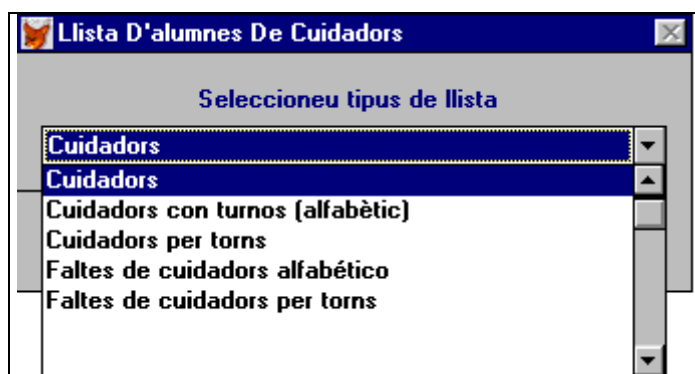 Llista D'alumnes De Cuidadors
Seleccioneu tipus de llista
Cuidadors
Cuidadors
Cuidadors con turnos (alfabètic)
Cuidadors per torns
Faltes de cuidadors alfabético
Faltes de cuidadors per torns